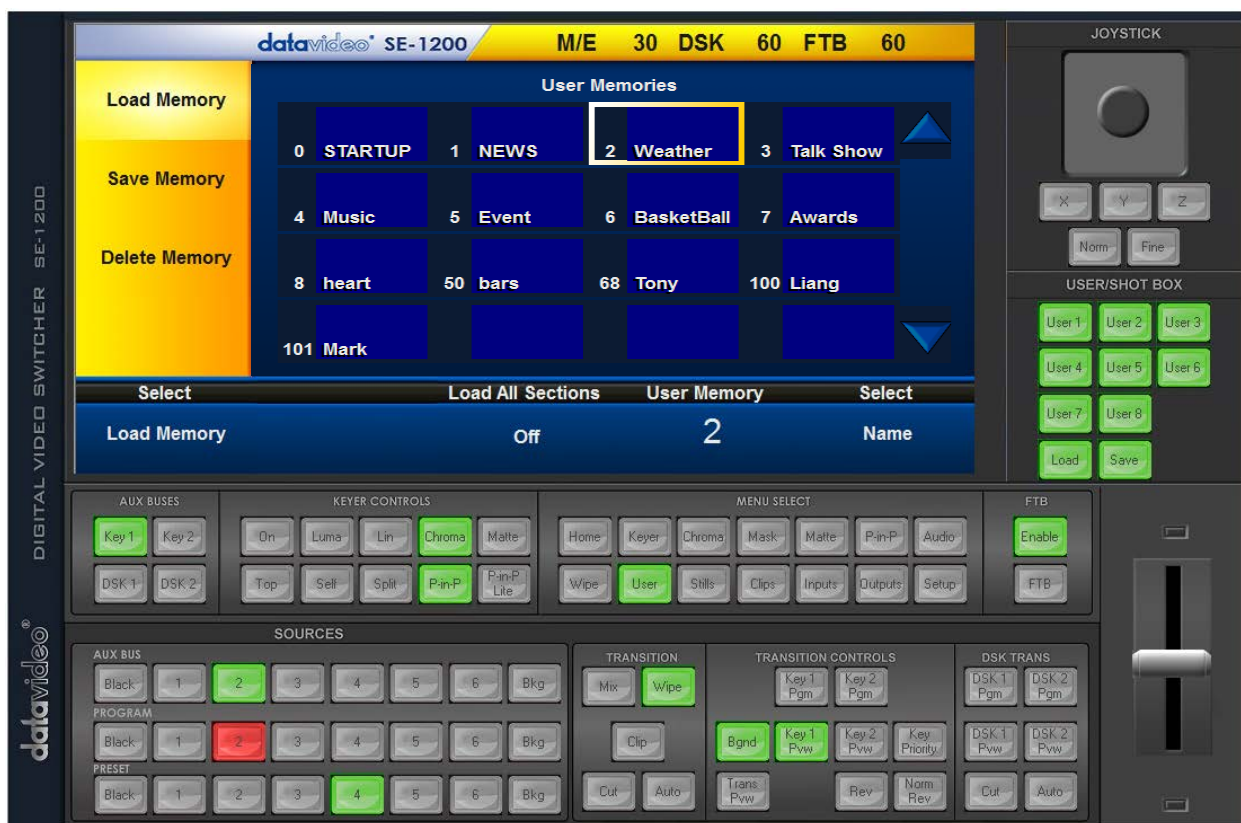 datavideo® SE-1200 M/E 30 DSK 60 FTB 60
Load Memory
Save Memory
Delete Memory
User Memories
0 STARTUP 1 NEWS 2 Weather 3 Talk Show
4 Music 5 Event 6 BasketBall 7 Awards
8 heart 50 bars 68 Tony 100 Liang
101 Mark
Select Load All Sections User Memory Select
Load Memory Off 2 Name
JOYSTICK
X Y Z
Norm Fine
USER/SHOT BOX
User 1 User 2 User 3
User 4 User 5 User 6
User 7 User 8
Load Save
DIGITAL VIDEO SWITCHER SE-1200
datavideo®
AUX BUSES
Key 1 Key 2
DSK 1 DSK 2
KEYER CONTROLS
On Luma Lin Chroma Matte
Top Self Split P-in-P P-in-P Lite
MENU SELECT
Home Keyer Chroma Mask Matte P-in-P Audio
Wipe User Stills Clips Inputs Outputs Setup
FTB
Enable
FTB
SOURCES
AUX BUS
Black 1 2 3 4 5 6 Bkg
PROGRAM
Black 1 2 3 4 5 6 Bkg
PRESET
Black 1 2 3 4 5 6 Bkg
TRANSITION
Mix Wipe
Clip
Cut Auto
TRANSITION CONTROLS
Key 1 Pgm Key 2 Pgm
Bgnd Key 1 Pvw Key 2 Pvw Key Priority
Trans Pvw Rev Norm Rev
DSK TRANS
DSK 1 Pgm DSK 2 Pgm
DSK 1 Pvw DSK 2 Pvw
Cut Auto